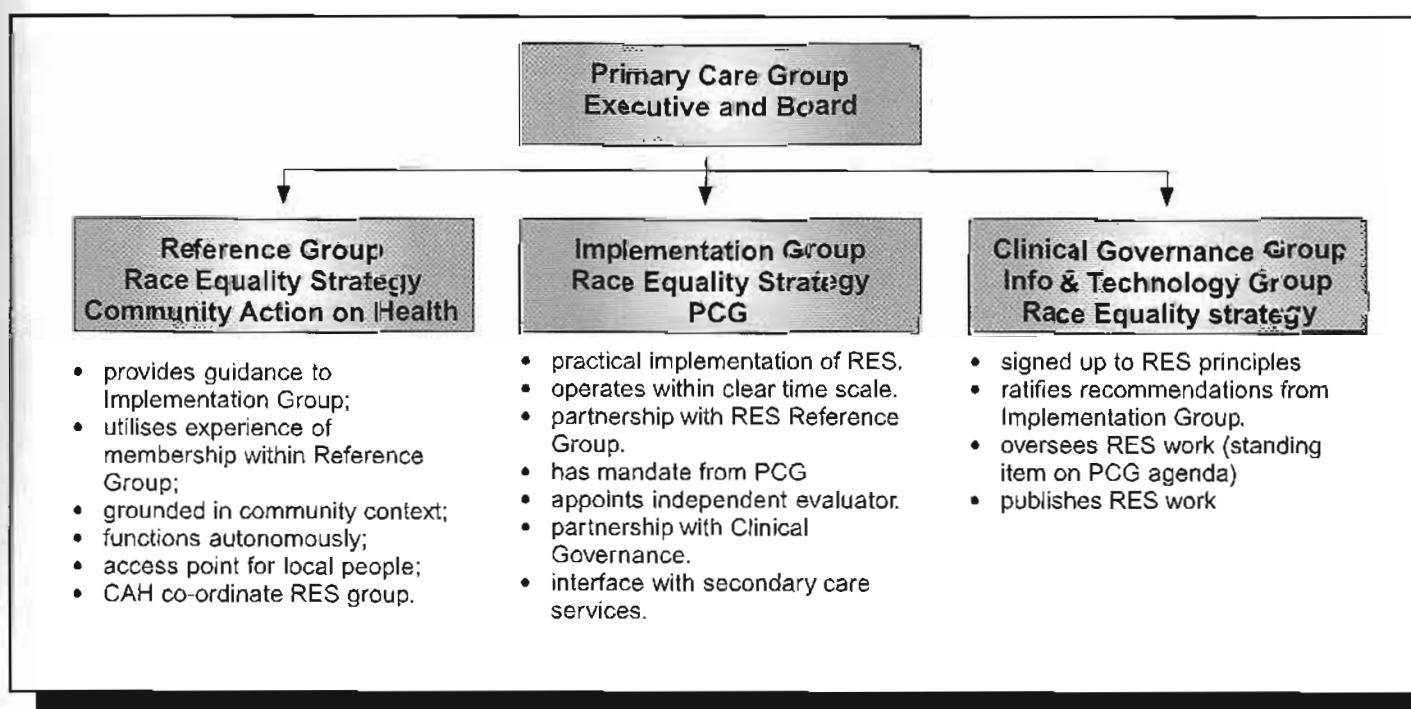 Primary Care Group
Executive and Board
Reference Group
Race Equality Strategy
Community Action on Health
• provides guidance to
Implementation Group;
• utilises experience of
membership within Reference
Group;
• grounded in community context;
• functions autonomously;
• access point for local people;
• CAH co-ordinate RES group.
Implementation Group
Race Equality Strategy
PCG
• practical implementation of RES.
• operates within clear time scale.
• partnership with RES Reference
Group.
• has mandate from PCG
• appoints independent evaluator.
• partnership with Clinical
Governance.
• interface with secondary care
services.
Clinical Governance Group
Info & Technology Group
Race Equality strategy
• signed up to RES principles
• ratifies recommendations from
Implementation Group.
• oversees RES work (standing
item on PCG agenda)
• publishes RES work